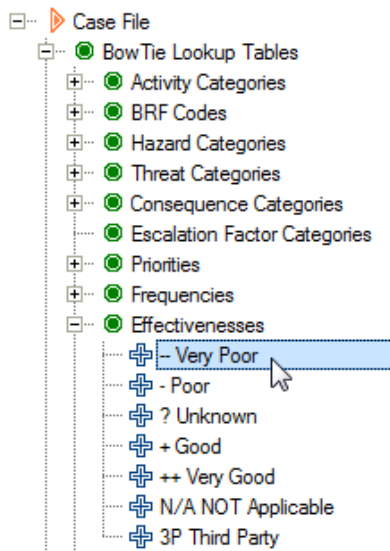 Case File
BowTie Lookup Tables
Activity Categories
BRF Codes
Hazard Categories
Threat Categories
Consequence Categories
Escalation Factor Categories
Priorities
Frequencies
Effectivenesses
-- Very Poor
- Poor
? Unknown
+ Good
++ Very Good
N/A NOT Applicable
3P Third Party